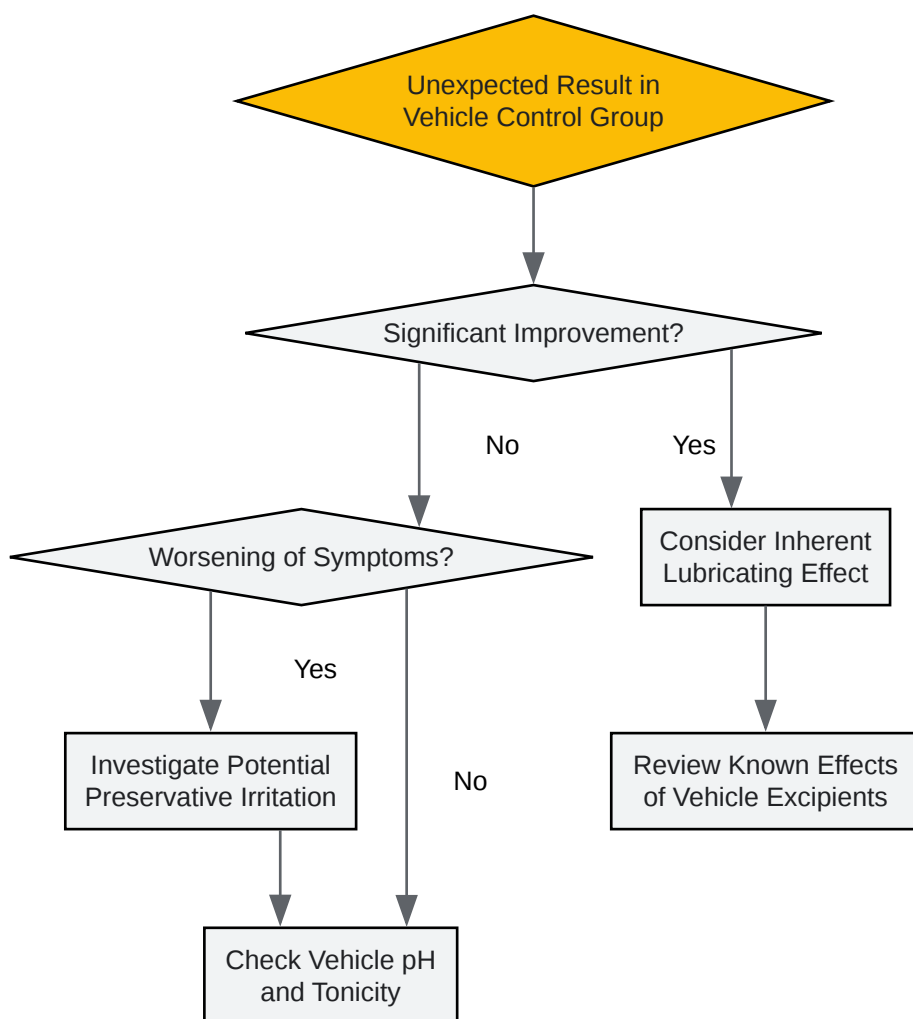 Unexpected Result in
Vehicle Control Group
Significant Improvement?
No
Yes
Worsening of Symptoms?
Consider Inherent
Lubricating Effect
Yes
No
Investigate Potential
Preservative Irritation
Review Known Effects
of Vehicle Excipients
Check Vehicle pH
and Tonicity